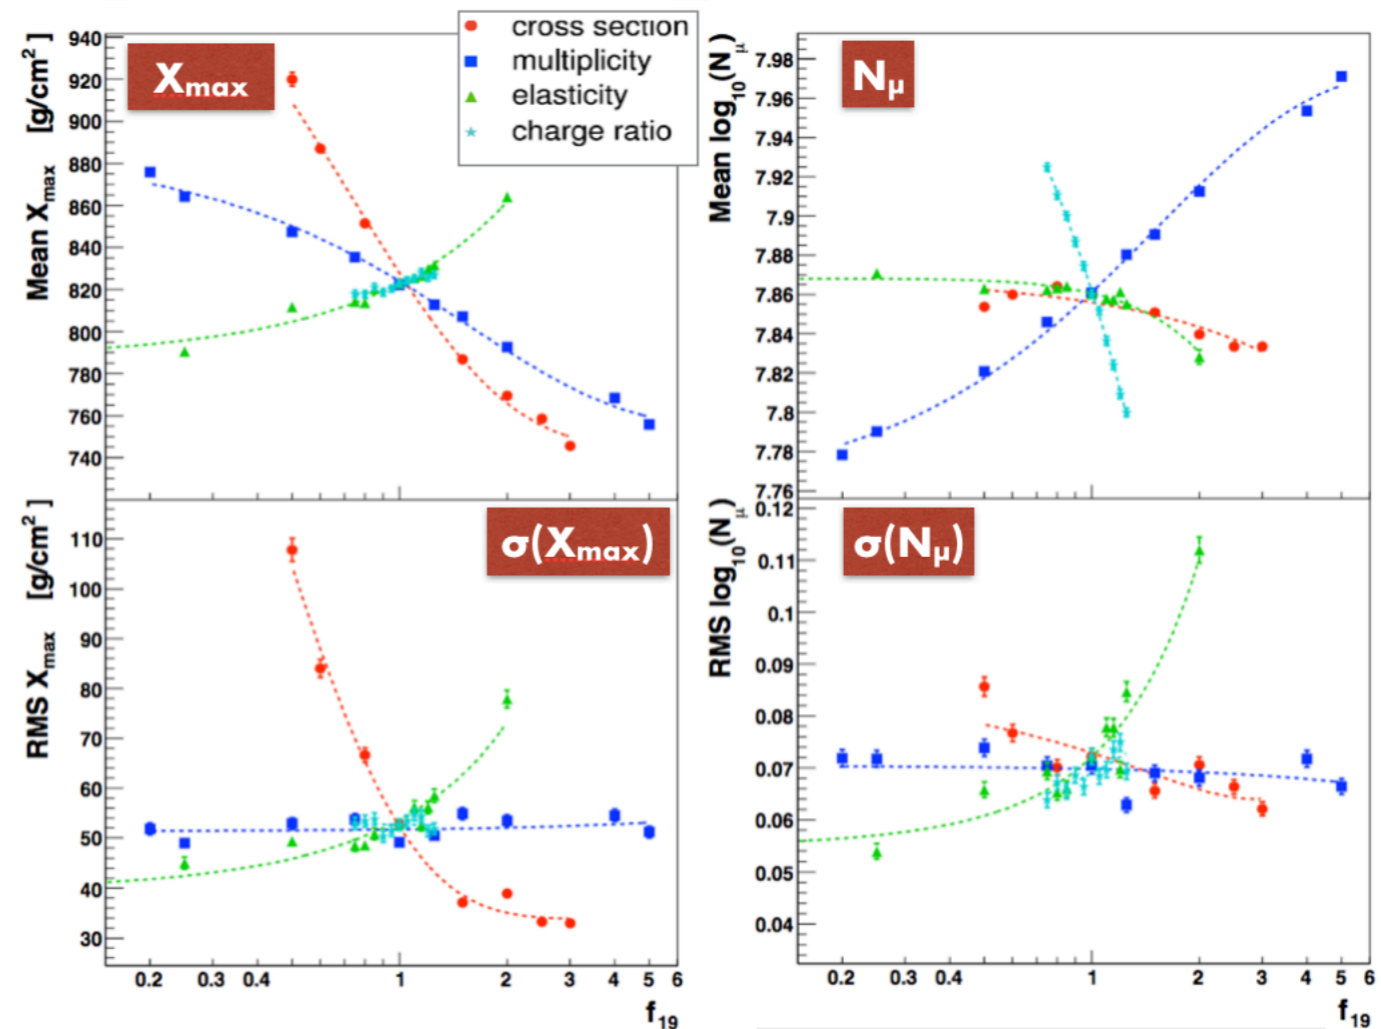 Xmax
cross section
multiplicity
elasticity
charge ratio
Mean Xmax [g/cm2]
940
920
900
880
860
840
820
800
780
760
740
Nμ
Mean log10(Nμ)
7.98
7.96
7.94
7.92
7.9
7.88
7.86
7.84
7.82
7.8
7.78
7.76
σ(Xmax)
RMS Xmax [g/cm2]
110
100
90
80
70
60
50
40
30
0.2 0.3 0.4 1 2 3 4 5 6
f19
σ(Nμ)
RMS log10(Nμ)
0.12
0.11
0.1
0.09
0.08
0.07
0.06
0.05
0.04
0.2 0.3 0.4 1 2 3 4 5 6
f19